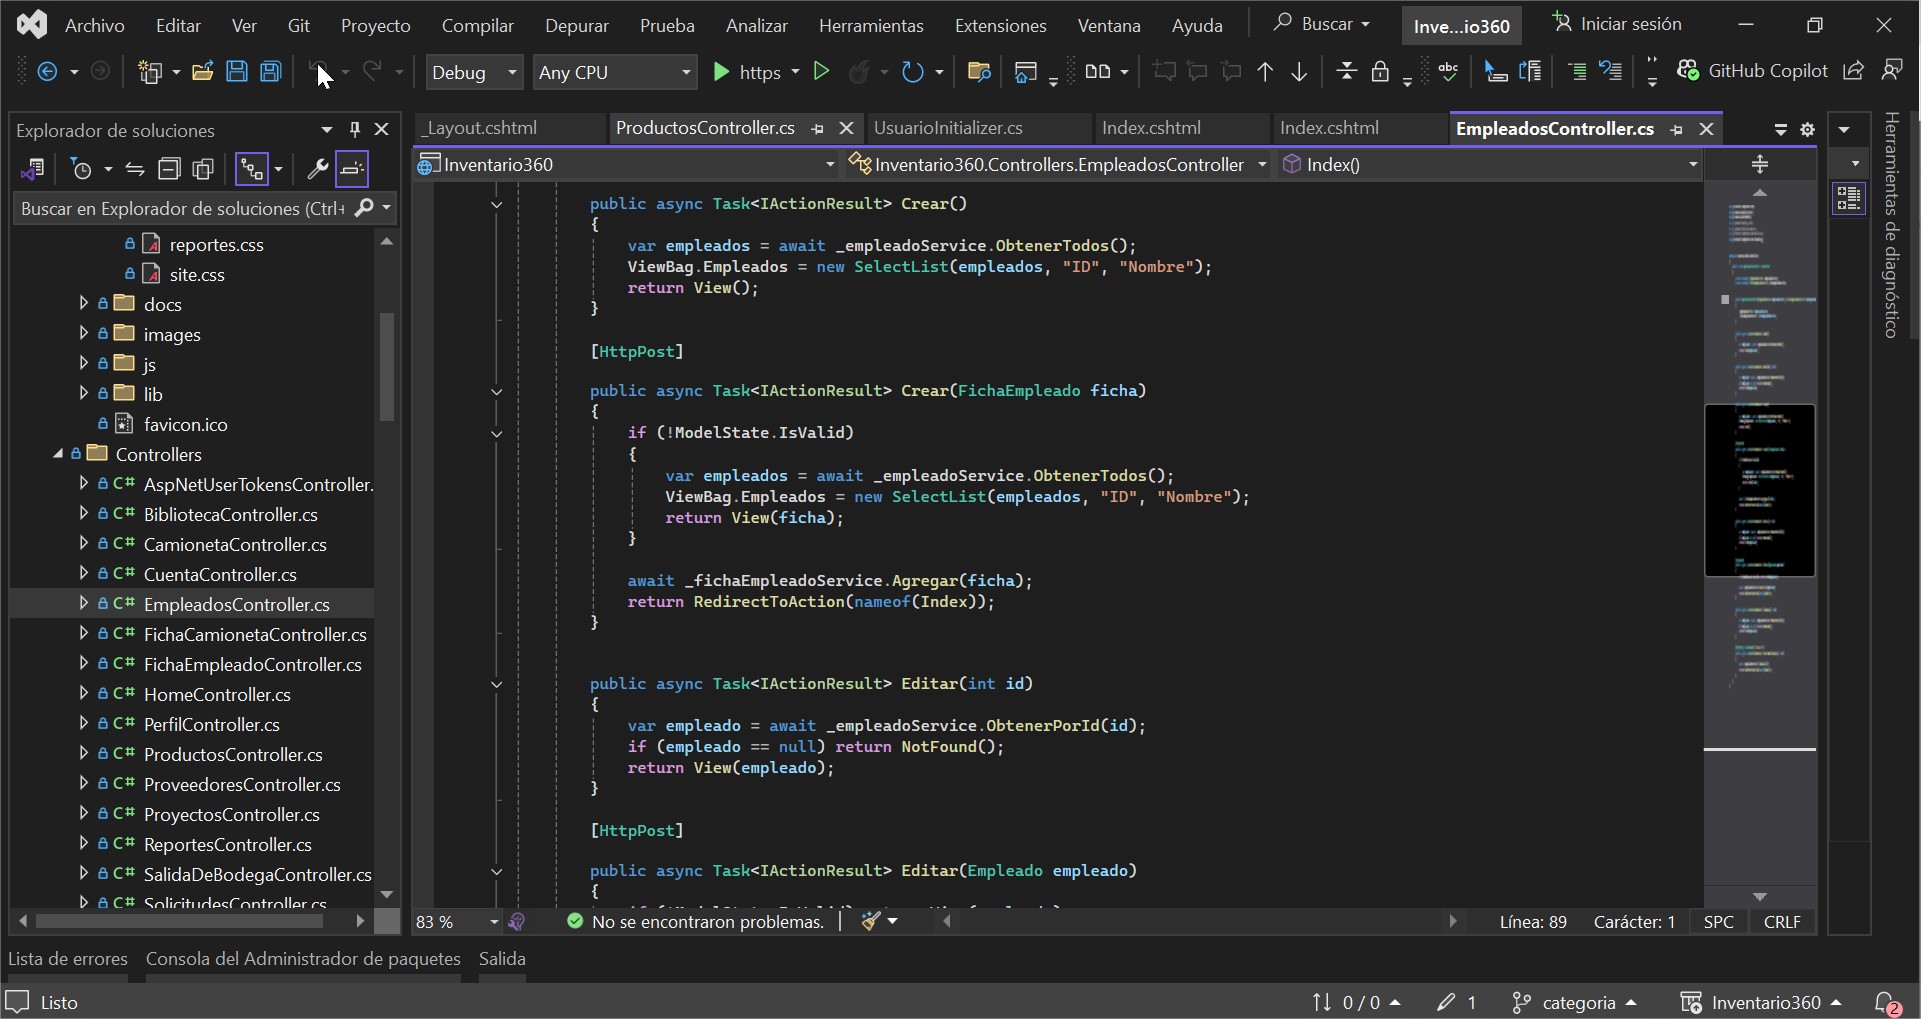 Archivo Editar Ver Git Proyecto Compilar Depurar Prueba Analizar Herramientas Extensiones Ventana Ayuda Buscar Inve...io360 Iniciar sesión
Debug Any CPU https GitHub Copilot
Explorador de soluciones
Buscar en Explorador de soluciones (Ctrl+
reportes.css
site.css
docs
images
js
lib
favicon.ico
Controllers
C# AspNetUserTokensController.
C# BibliotecaController.cs
C# CamionetaController.cs
C# CuentaController.cs
C# EmpleadosController.cs
C# FichaCamionetaController.cs
C# FichaEmpleadoController.cs
C# HomeController.cs
C# PerfilController.cs
C# ProductosController.cs
C# ProveedoresController.cs
C# ProyectosController.cs
C# ReportesController.cs
C# SalidaDeBodegaController.cs
C# SolicitudesController.cs
_Layout.cshtml ProductosController.cs UsuarioInitializer.cs Index.cshtml Index.cshtml EmpleadosController.cs
Inventario360 Inventario360.Controllers.EmpleadosController Index()
public async Task<IActionResult> Crear()
{
var empleados = await _empleadoService.ObtenerTodos();
ViewBag.Empleados = new SelectList(empleados, "ID", "Nombre");
return View();
}
[HttpPost]
public async Task<IActionResult> Crear(FichaEmpleado ficha)
{
if (!ModelState.IsValid)
{
var empleados = await _empleadoService.ObtenerTodos();
ViewBag.Empleados = new SelectList(empleados, "ID", "Nombre");
return View(ficha);
}
await _fichaEmpleadoService.Agregar(ficha);
return RedirectToAction(nameof(Index));
}
public async Task<IActionResult> Editar(int id)
{
var empleado = await _empleadoService.ObtenerPorId(id);
if (empleado == null) return NotFound();
return View(empleado);
}
[HttpPost]
public async Task<IActionResult> Editar(Empleado empleado)
{
83 % No se encontraron problemas. Línea: 89 Carácter: 1 SPC CRLF
Herramientas de diagnóstico
Lista de errores Consola del Administrador de paquetes Salida
Listo 0 / 0 1 categoria Inventario360 2